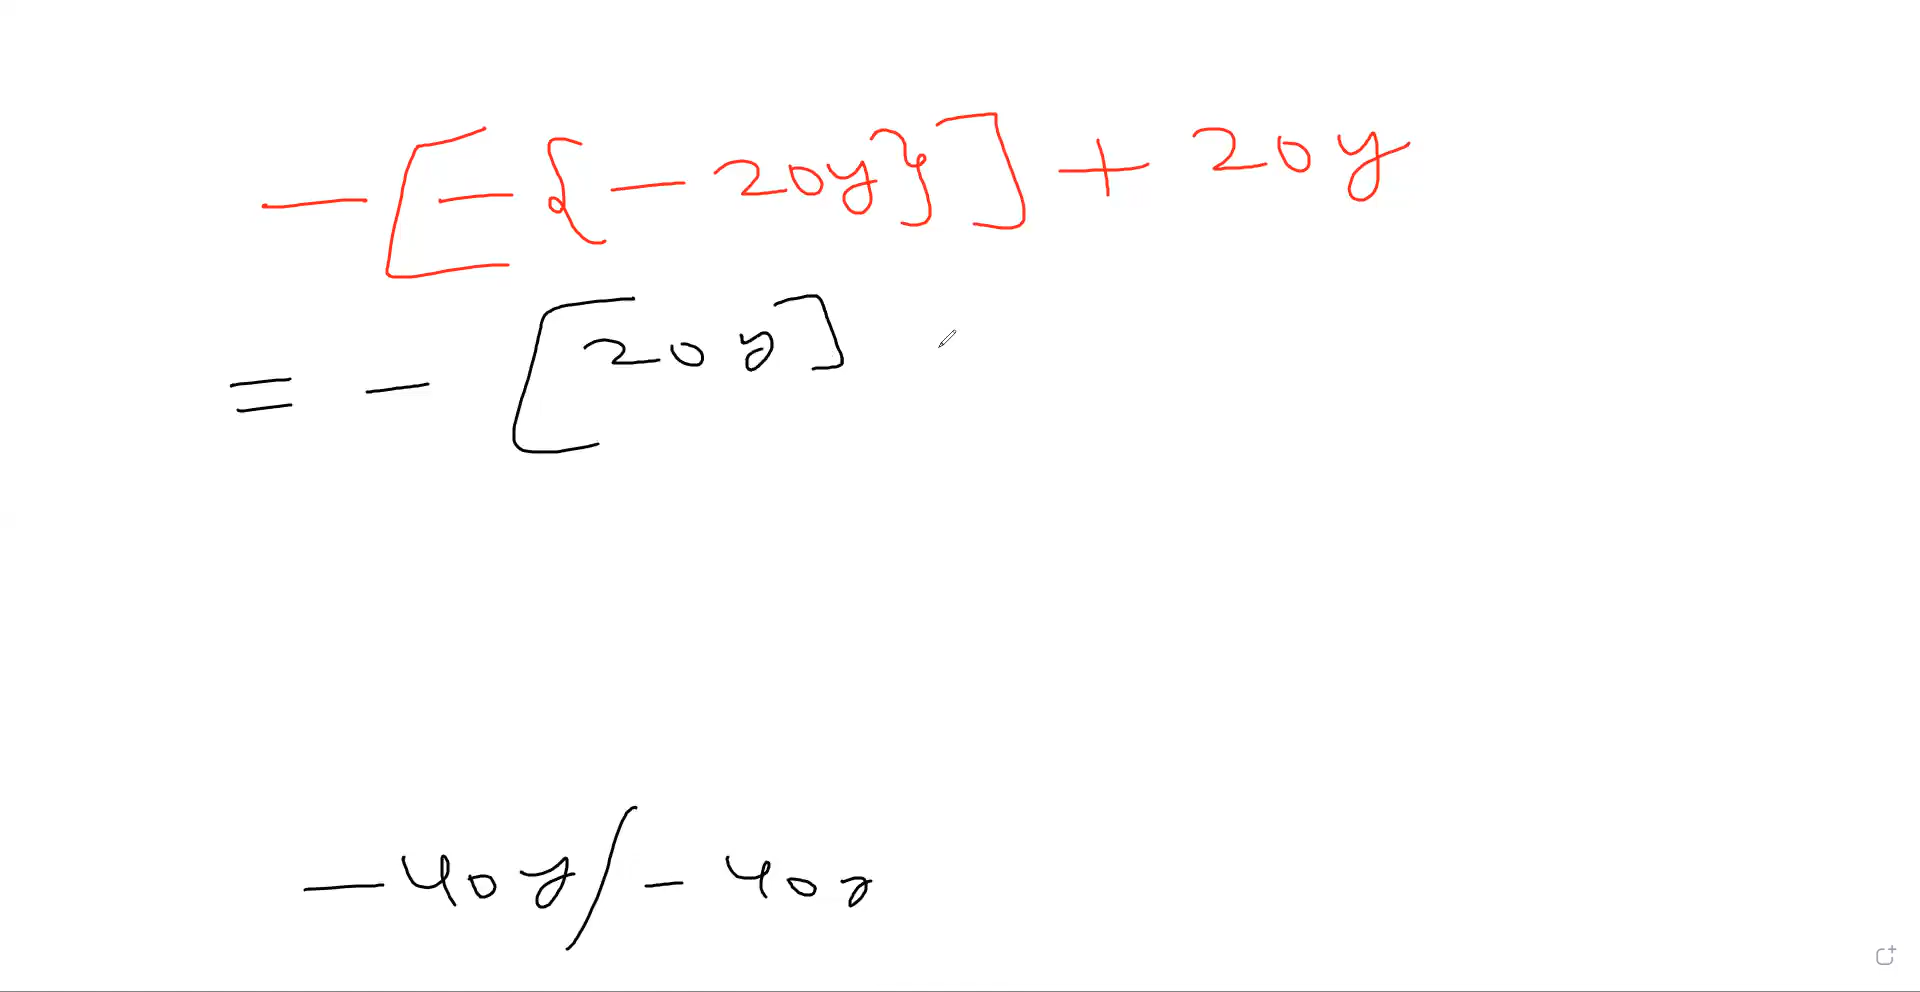 - [ - { - 20y } ] + 20y
= - [ 20y ]
- 40y / - 40y